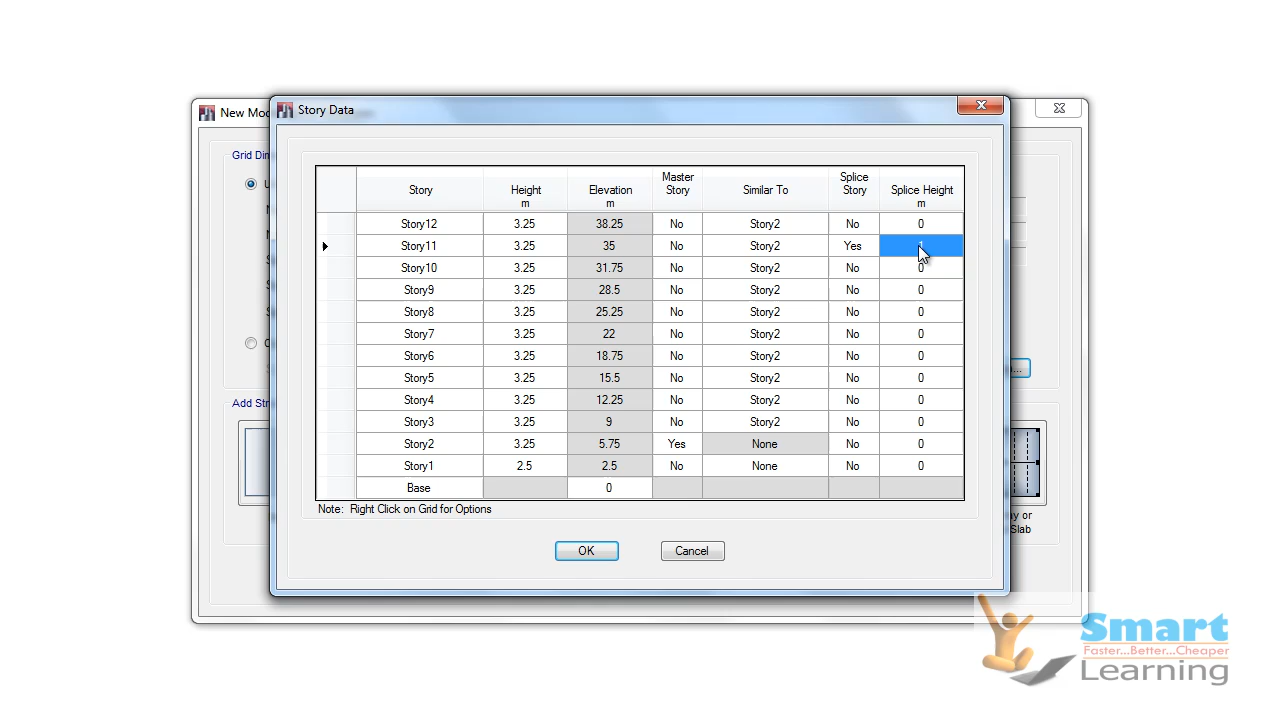 New Mod
Story Data
Grid Dim
Story Height m Elevation m Master Story Similar To Splice Story Splice Height m
Story12 3.25 38.25 No Story2 No 0
Story11 3.25 35 No Story2 Yes
Story10 3.25 31.75 No Story2 No 0
Story9 3.25 28.5 No Story2 No 0
Story8 3.25 25.25 No Story2 No 0
Story7 3.25 22 No Story2 No 0
Story6 3.25 18.75 No Story2 No 0
Story5 3.25 15.5 No Story2 No 0
Story4 3.25 12.25 No Story2 No 0
Story3 3.25 9 No Story2 No 0
Story2 3.25 5.75 Yes None No 0
Story1 2.5 2.5 No None No 0
Base 0
Add Str
Note: Right Click on Grid for Options
OK Cancel
ay or
Slab
Smart
Faster...Better...Cheaper
Learning